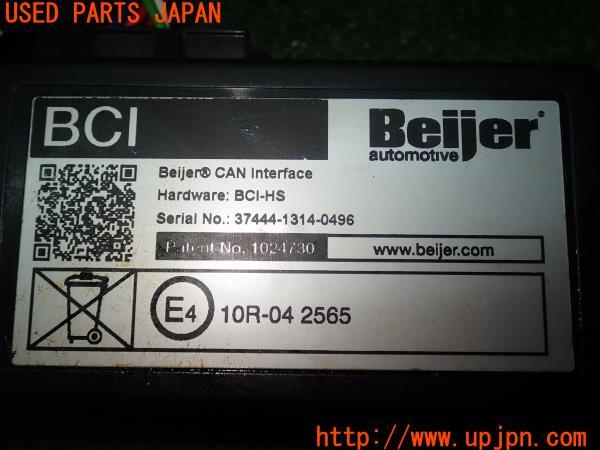 USED PARTS JAPAN
BCI
Beijer®
automotive
Beijer® CAN Interface
Hardware: BCI-HS
Serial No.: 37444-1314-0496
Patent No. 1024730
www.beijer.com
E4
10R-04 2565
UPJ
http://www.upjpn.com/